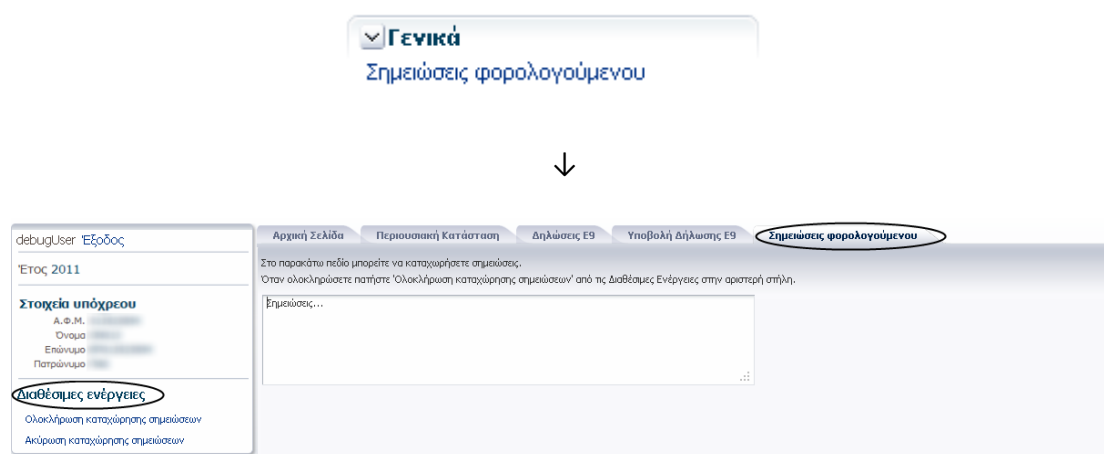 Γενικά
Σημειώσεις φορολογούμενου
debugUser Έξοδος
Έτος 2011
Στοιχεία υπόχρεου
Α.Φ.Μ.
Όνομα
Επώνυμο
Πατρώνυμο
Διαθέσιμες ενέργειες
Ολοκλήρωση καταχώρησης σημειώσεων
Ακύρωση καταχώρησης σημειώσεων
Αρχική Σελίδα Περιουσιακή Κατάσταση Δηλώσεις Ε9 Υποβολή Δήλωσης Ε9 Σημειώσεις φορολογούμενου
Στο παρακάτω πεδίο μπορείτε να καταχωρήσετε σημειώσεις.
Όταν ολοκληρώσετε πατήστε 'Ολοκλήρωση καταχώρησης σημειώσεων' από τις Διαθέσιμες Ενέργειες στην αριστερή στήλη.
Σημειώσεις...